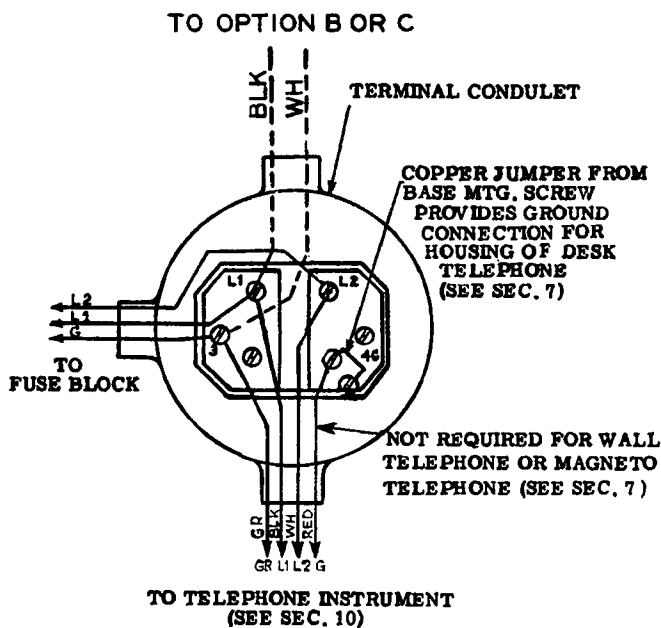 TO OPTION B OR C
BLK
WH
TERMINAL CONDULET
COPPER JUMPER FROM
BASE MTG. SCREW
PROVIDES GROUND
CONNECTION FOR
HOUSING OF DESK
TELEPHONE
(SEE SEC. 7)
L1
L2
L2
L1
G
3
4G
TO
FUSE BLOCK
NOT REQUIRED FOR WALL
TELEPHONE OR MAGNETO
TELEPHONE (SEE SEC. 7)
GR
BLK
WH
RED
GR L1 L2 G
TO TELEPHONE INSTRUMENT
(SEE SEC. 10)